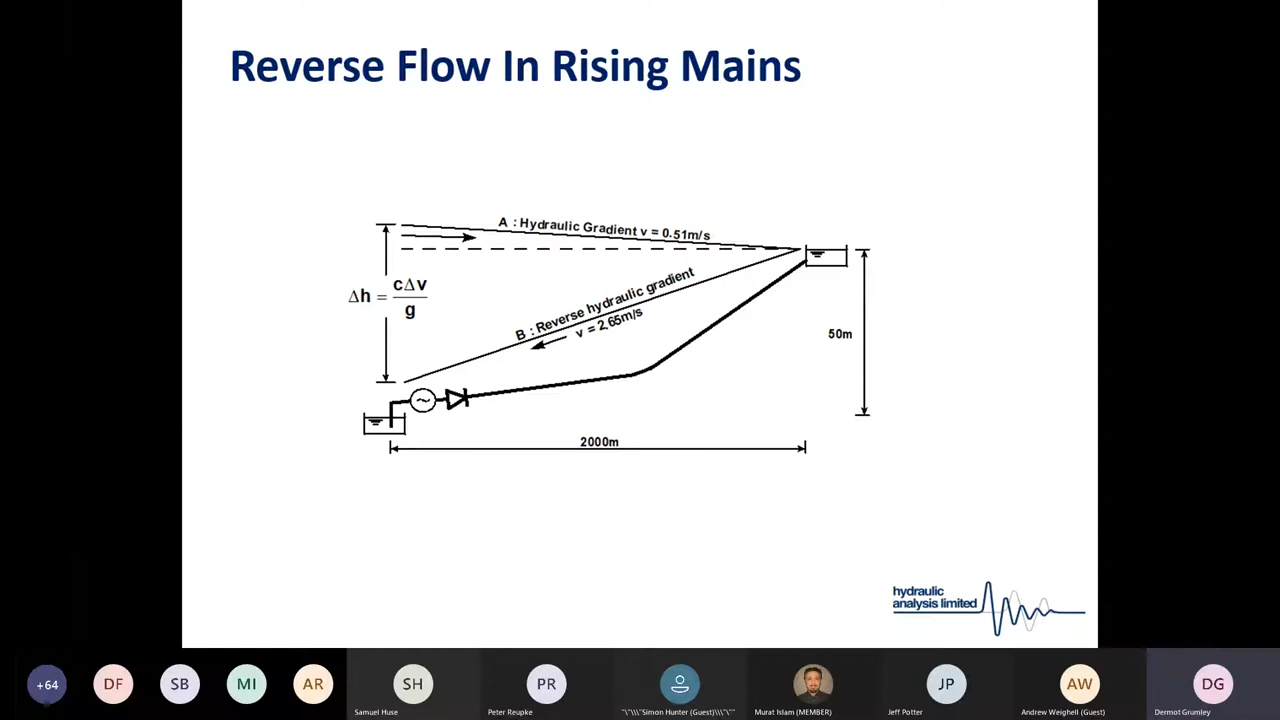 Reverse Flow In Rising Mains
A : Hydraulic Gradient v = 0.51m/s
Δh = cΔv
g
B : Reverse hydraulic gradient
v = 2.65m/s
50m
2000m
hydraulic
analysis limited
+64
DF
SB
MI
AR
SH
PR
JP
AW
DG
Samuel Huse
Peter Reupke
"\"\\"Simon Hunter (Guest)\\\"\""
Murat Islam (MEMBER)
Jeff Potter
Andrew Weighell (Guest)
Dermot Grumley